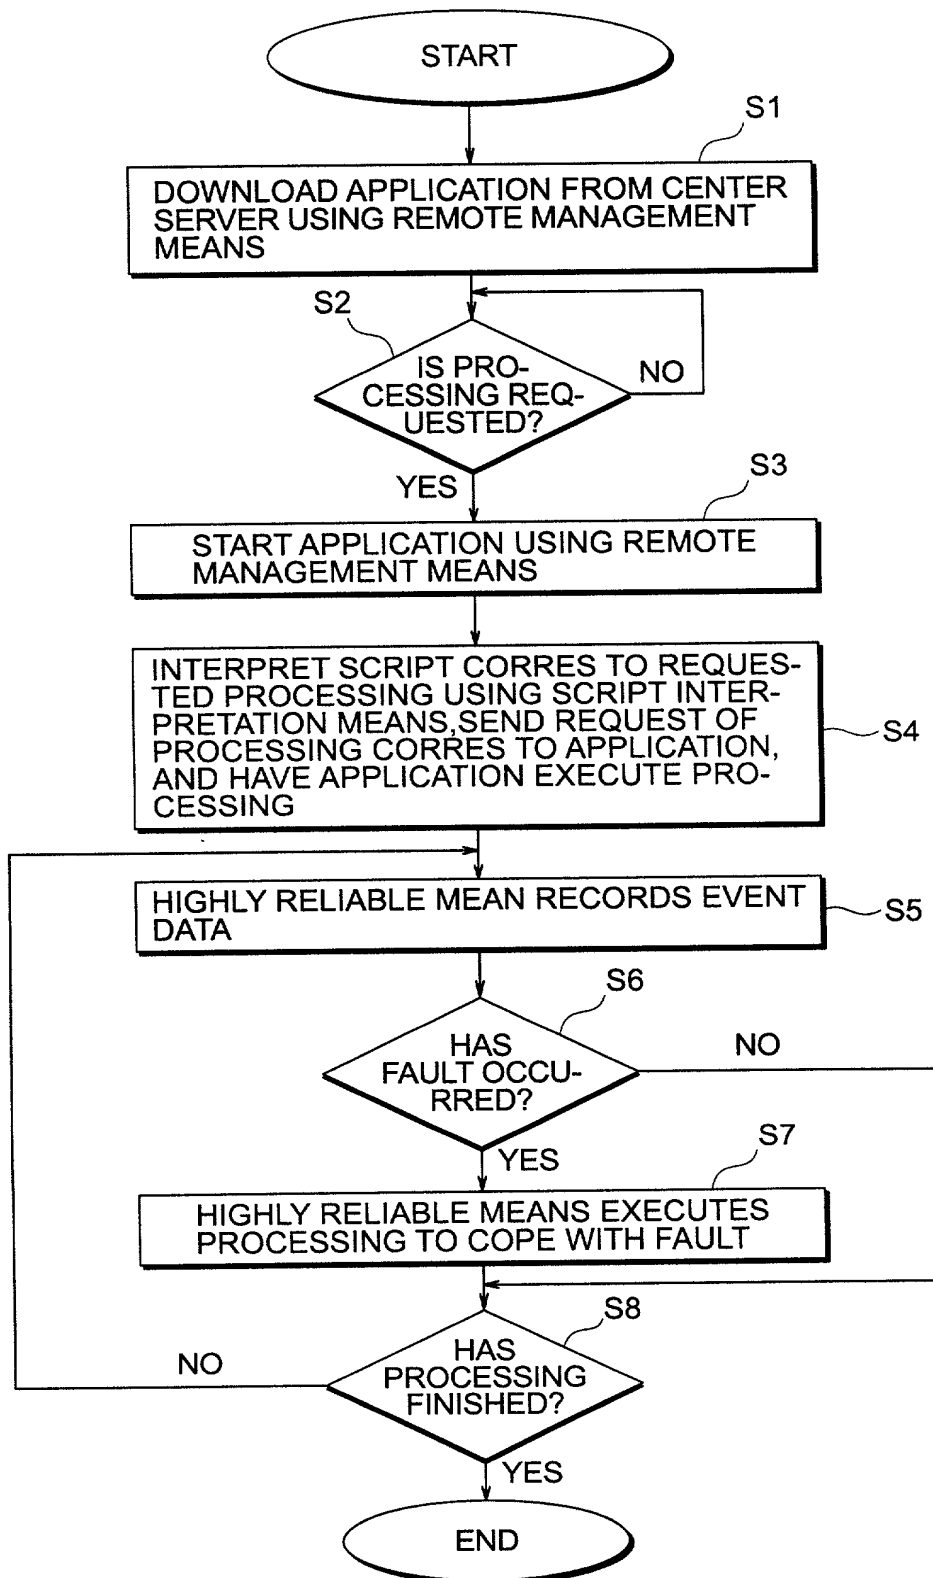 START
S1
DOWNLOAD APPLICATION FROM CENTER
SERVER USING REMOTE MANAGEMENT
MEANS
S2
IS PRO-
CESSING REQ-
UESTED?
NO
YES
S3
START APPLICATION USING REMOTE
MANAGEMENT MEANS
INTERPRET SCRIPT CORRES TO REQUES-
TED PROCESSING USING SCRIPT INTER-
PRETATION MEANS,SEND REQUEST OF
PROCESSING CORRES TO APPLICATION,
AND HAVE APPLICATION EXECUTE PRO-
CESSING
S4
HIGHLY RELIABLE MEAN RECORDS EVENT
DATA
S5
S6
HAS
FAULT OCCU-
RRED?
NO
YES
S7
HIGHLY RELIABLE MEANS EXECUTES
PROCESSING TO COPE WITH FAULT
S8
HAS
PROCESSING
FINISHED?
NO
YES
END